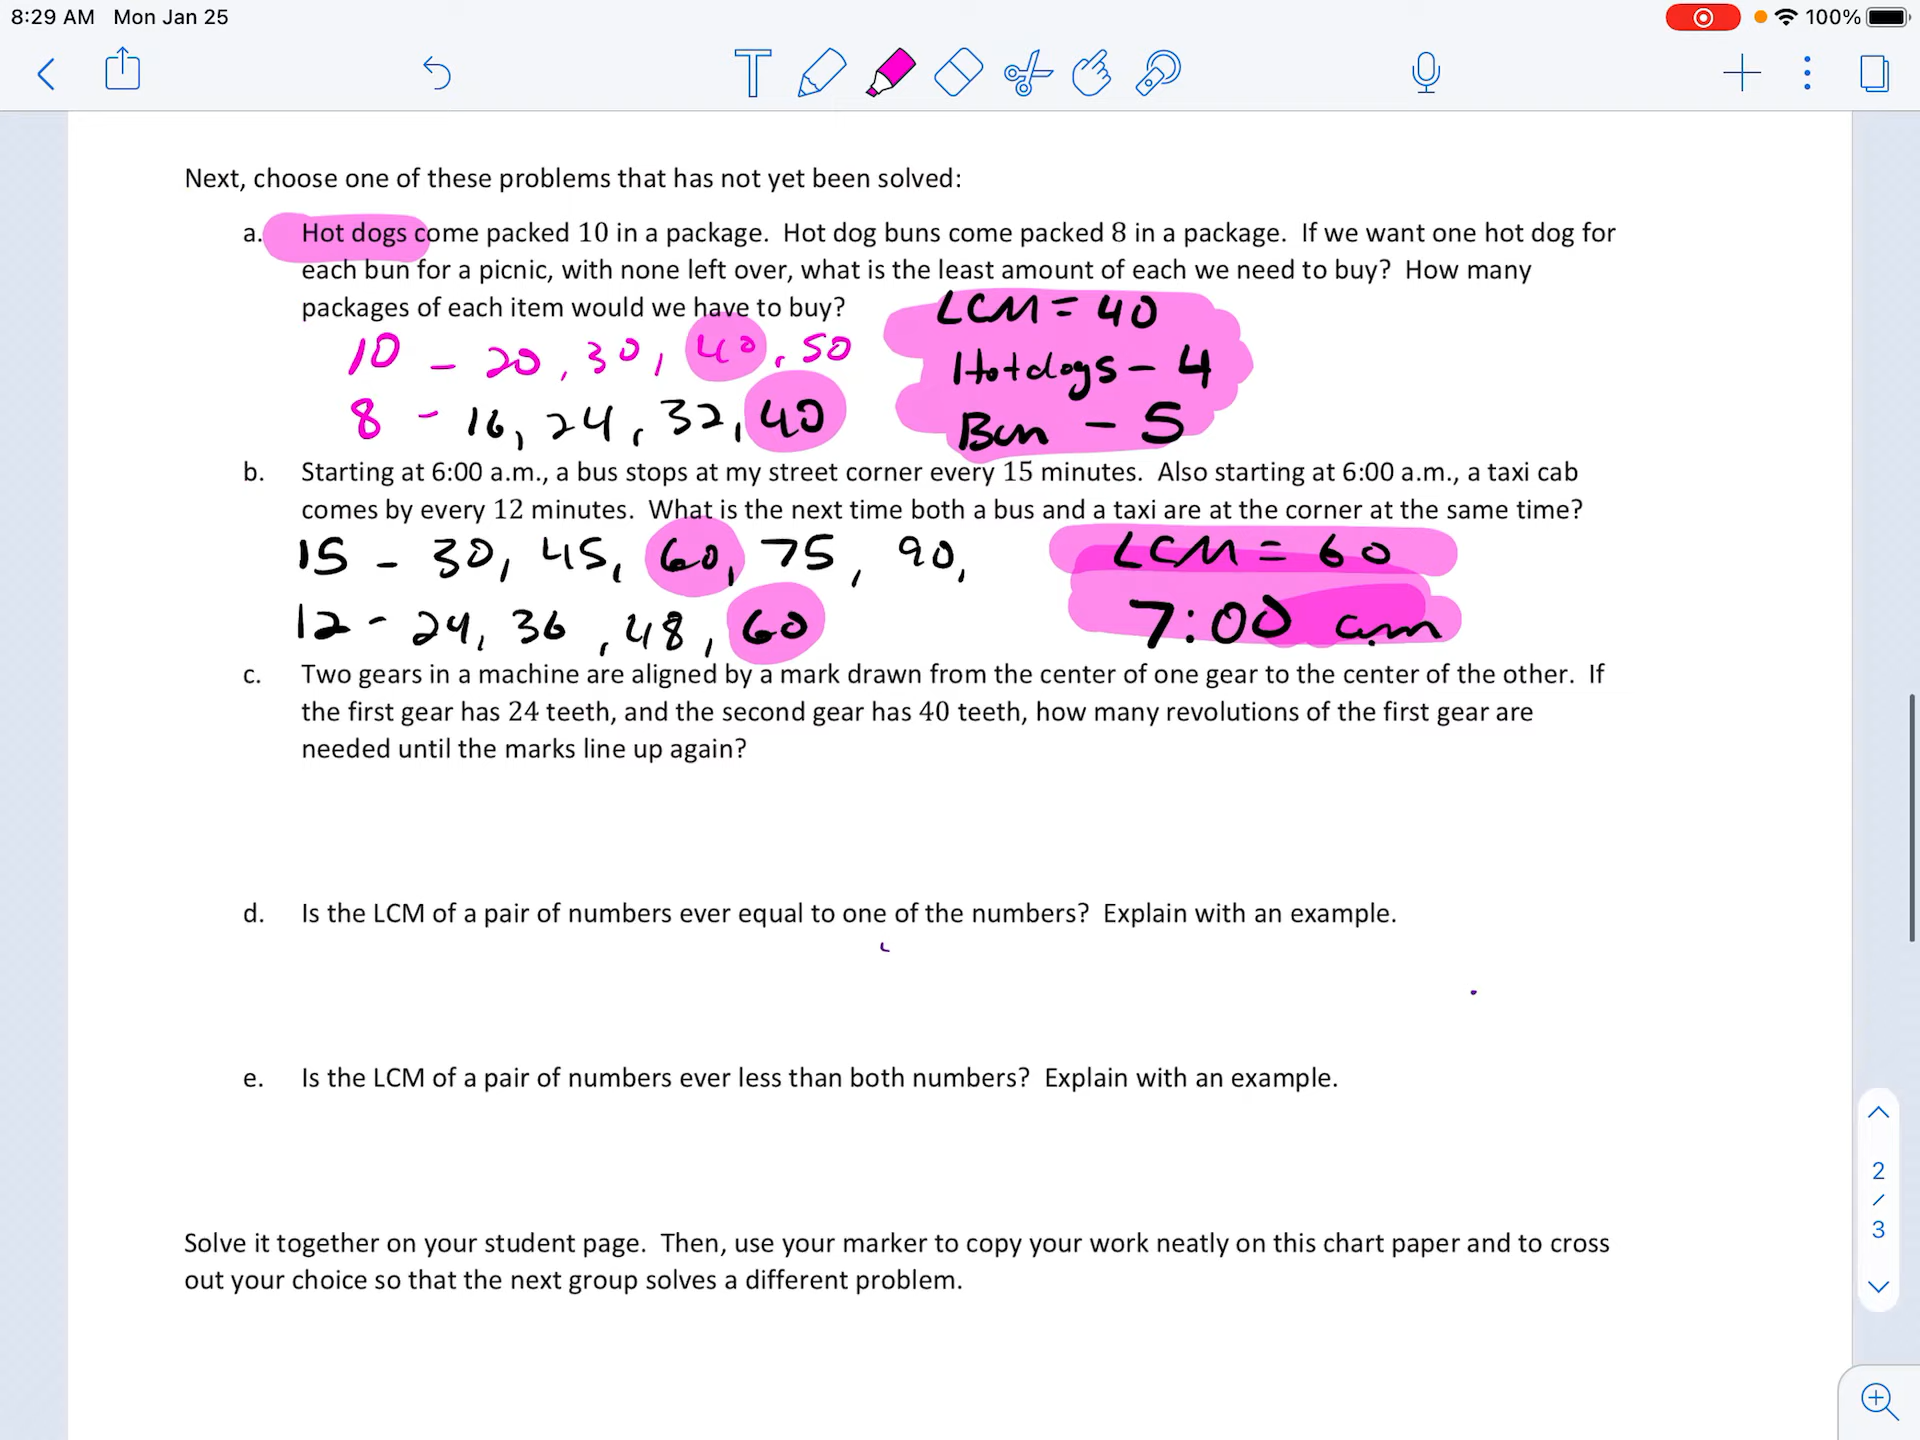 8:29 AM Mon Jan 25
100%
T
Next, choose one of these problems that has not yet been solved:
a. Hot dogs come packed 10 in a package. Hot dog buns come packed 8 in a package. If we want one hot dog for
each bun for a picnic, with none left over, what is the least amount of each we need to buy? How many
packages of each item would we have to buy?
LCM = 40
10 - 20, 30, 40, 50
Hotdogs - 4
8 - 16, 24, 32, 40
Bun - 5
b. Starting at 6:00 a.m., a bus stops at my street corner every 15 minutes. Also starting at 6:00 a.m., a taxi cab
comes by every 12 minutes. What is the next time both a bus and a taxi are at the corner at the same time?
15 - 30, 45, 60, 75, 90,
LCM = 60
12 - 24, 36, 48, 60
7:00 a.m
c. Two gears in a machine are aligned by a mark drawn from the center of one gear to the center of the other. If
the first gear has 24 teeth, and the second gear has 40 teeth, how many revolutions of the first gear are
needed until the marks line up again?
d. Is the LCM of a pair of numbers ever equal to one of the numbers? Explain with an example.
e. Is the LCM of a pair of numbers ever less than both numbers? Explain with an example.
2
/
3
Solve it together on your student page. Then, use your marker to copy your work neatly on this chart paper and to cross
out your choice so that the next group solves a different problem.